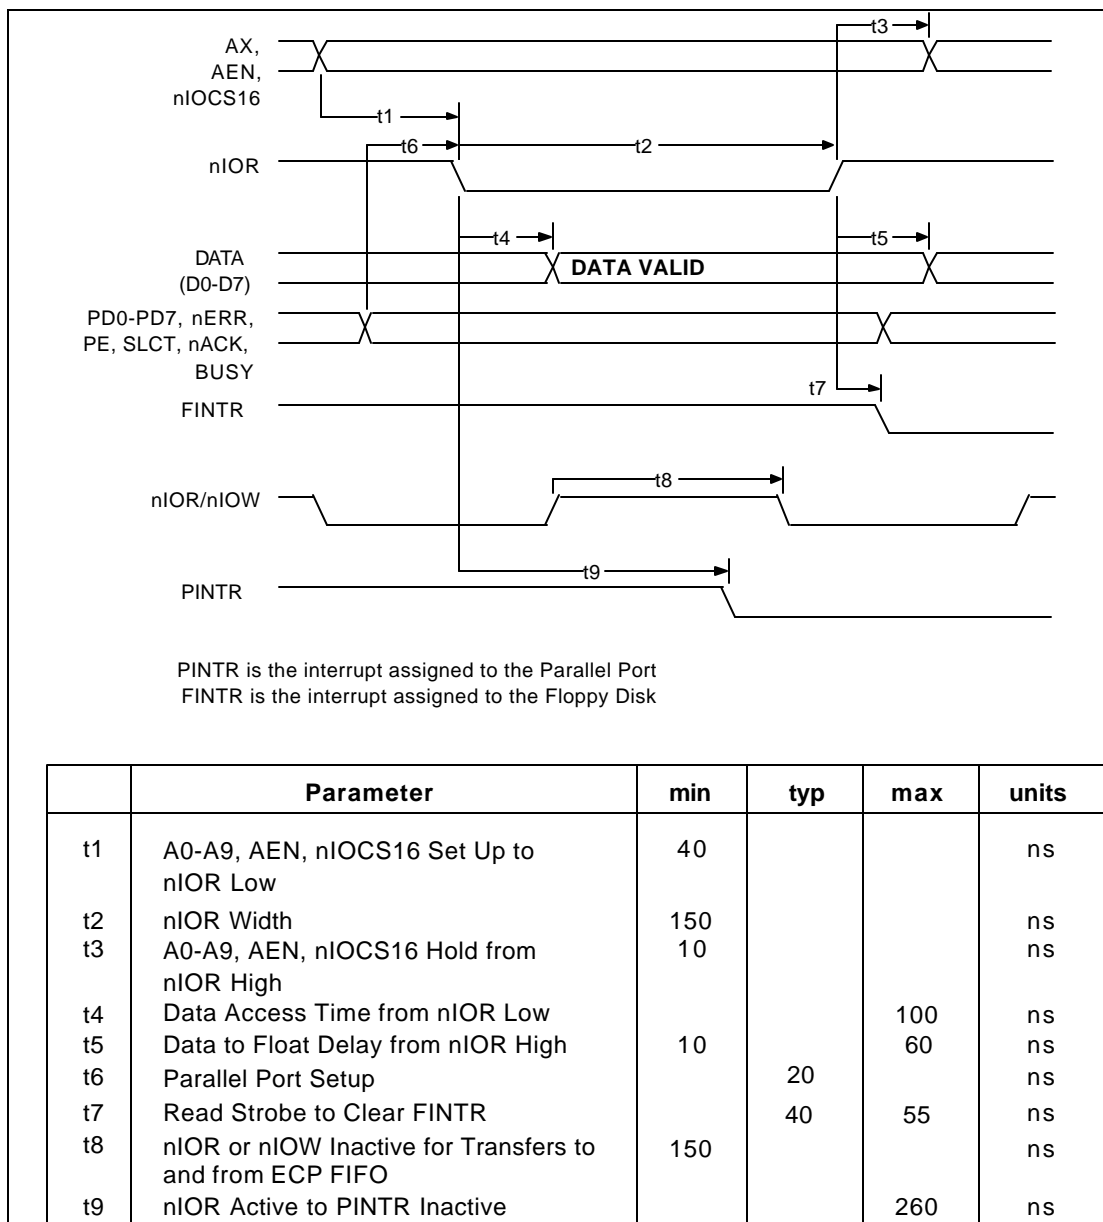 t3
AX,
AEN,
nIOCS16
t1
t6
t2
nIOR
t4
t5
DATA
(D0-D7)
DATA VALID
PD0-PD7, nERR,
PE, SLCT, nACK,
BUSY
t7
FINTR
t8
nIOR/nIOW
t9
PINTR
PINTR is the interrupt assigned to the Parallel Port
FINTR is the interrupt assigned to the Floppy Disk
Parameter min typ max units
t1 A0-A9, AEN, nIOCS16 Set Up to 40 ns
nIOR Low
t2 nIOR Width 150 ns
t3 A0-A9, AEN, nIOCS16 Hold from 10 ns
nIOR High
t4 Data Access Time from nIOR Low 100 ns
t5 Data to Float Delay from nIOR High 10 60 ns
t6 Parallel Port Setup 20 ns
t7 Read Strobe to Clear FINTR 40 55 ns
t8 nIOR or nIOW Inactive for Transfers to 150 ns
and from ECP FIFO
t9 nIOR Active to PINTR Inactive 260 ns